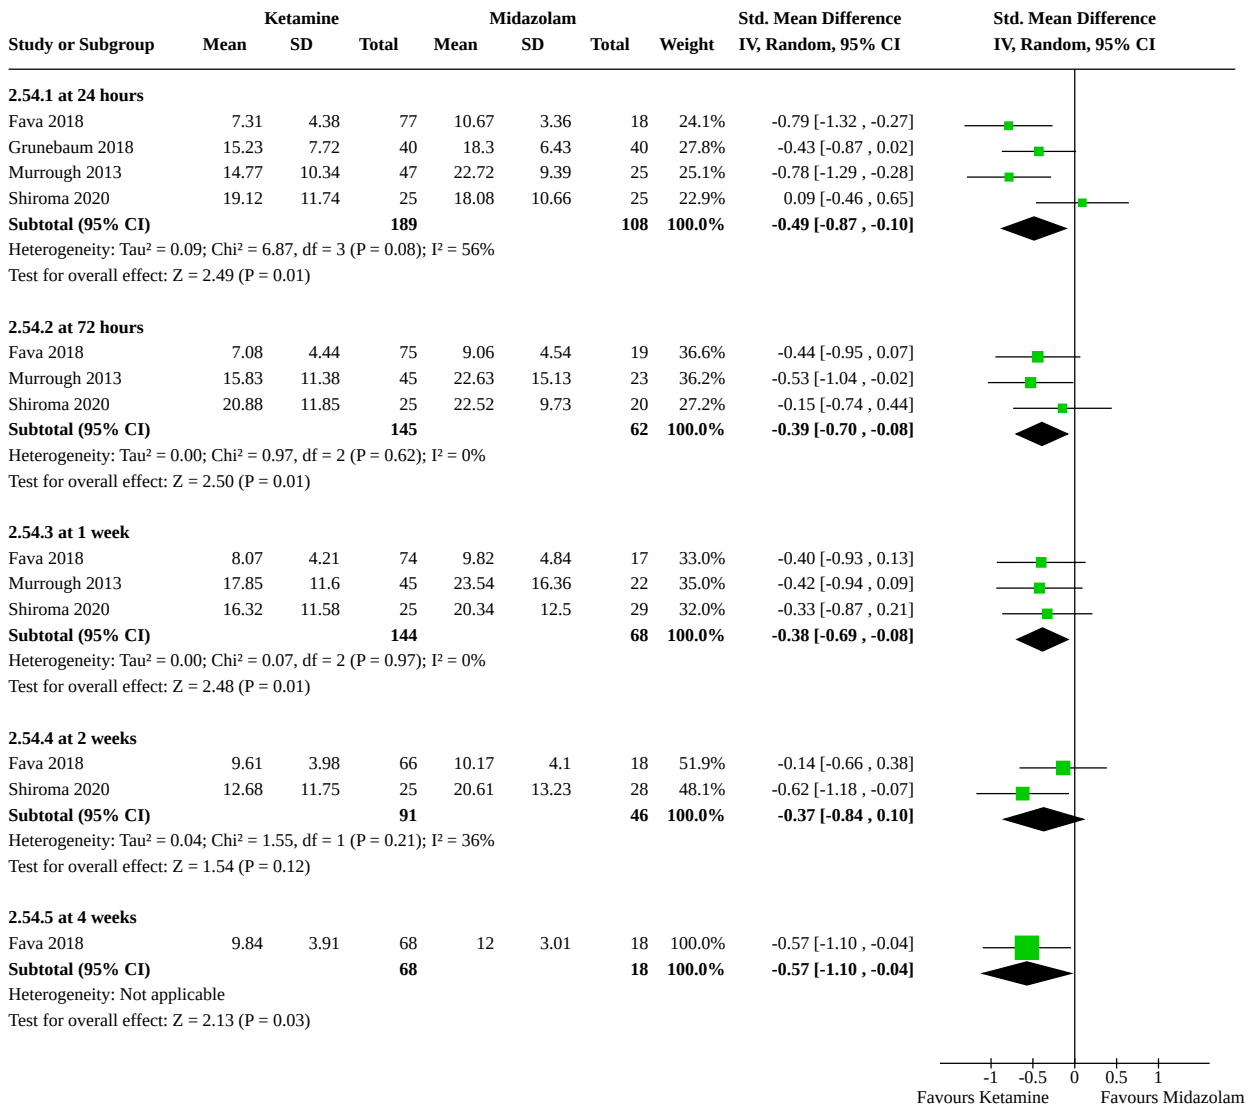 Ketamine Midazolam Std. Mean Difference Std. Mean Difference
Study or Subgroup Mean SD Total Mean SD Total Weight IV, Random, 95% CI IV, Random, 95% CI
2.54.1 at 24 hours
Fava 2018 7.31 4.38 77 10.67 3.36 18 24.1% -0.79 [-1.32 , -0.27]
Grunebaum 2018 15.23 7.72 40 18.3 6.43 40 27.8% -0.43 [-0.87 , 0.02]
Murrough 2013 14.77 10.34 47 22.72 9.39 25 25.1% -0.78 [-1.29 , -0.28]
Shiroma 2020 19.12 11.74 25 18.08 10.66 25 22.9% 0.09 [-0.46 , 0.65]
Subtotal (95% CI) 189 108 100.0% -0.49 [-0.87 , -0.10]
Heterogeneity: Tau² = 0.09; Chi² = 6.87, df = 3 (P = 0.08); I² = 56%
Test for overall effect: Z = 2.49 (P = 0.01)
2.54.2 at 72 hours
Fava 2018 7.08 4.44 75 9.06 4.54 19 36.6% -0.44 [-0.95 , 0.07]
Murrough 2013 15.83 11.38 45 22.63 15.13 23 36.2% -0.53 [-1.04 , -0.02]
Shiroma 2020 20.88 11.85 25 22.52 9.73 20 27.2% -0.15 [-0.74 , 0.44]
Subtotal (95% CI) 145 62 100.0% -0.39 [-0.70 , -0.08]
Heterogeneity: Tau² = 0.00; Chi² = 0.97, df = 2 (P = 0.62); I² = 0%
Test for overall effect: Z = 2.50 (P = 0.01)
2.54.3 at 1 week
Fava 2018 8.07 4.21 74 9.82 4.84 17 33.0% -0.40 [-0.93 , 0.13]
Murrough 2013 17.85 11.6 45 23.54 16.36 22 35.0% -0.42 [-0.94 , 0.09]
Shiroma 2020 16.32 11.58 25 20.34 12.5 29 32.0% -0.33 [-0.87 , 0.21]
Subtotal (95% CI) 144 68 100.0% -0.38 [-0.69 , -0.08]
Heterogeneity: Tau² = 0.00; Chi² = 0.07, df = 2 (P = 0.97); I² = 0%
Test for overall effect: Z = 2.48 (P = 0.01)
2.54.4 at 2 weeks
Fava 2018 9.61 3.98 66 10.17 4.1 18 51.9% -0.14 [-0.66 , 0.38]
Shiroma 2020 12.68 11.75 25 20.61 13.23 28 48.1% -0.62 [-1.18 , -0.07]
Subtotal (95% CI) 91 46 100.0% -0.37 [-0.84 , 0.10]
Heterogeneity: Tau² = 0.04; Chi² = 1.55, df = 1 (P = 0.21); I² = 36%
Test for overall effect: Z = 1.54 (P = 0.12)
2.54.5 at 4 weeks
Fava 2018 9.84 3.91 68 12 3.01 18 100.0% -0.57 [-1.10 , -0.04]
Subtotal (95% CI) 68 18 100.0% -0.57 [-1.10 , -0.04]
Heterogeneity: Not applicable
Test for overall effect: Z = 2.13 (P = 0.03)
-1 -0.5 0 0.5 1
Favours Ketamine Favours Midazolam